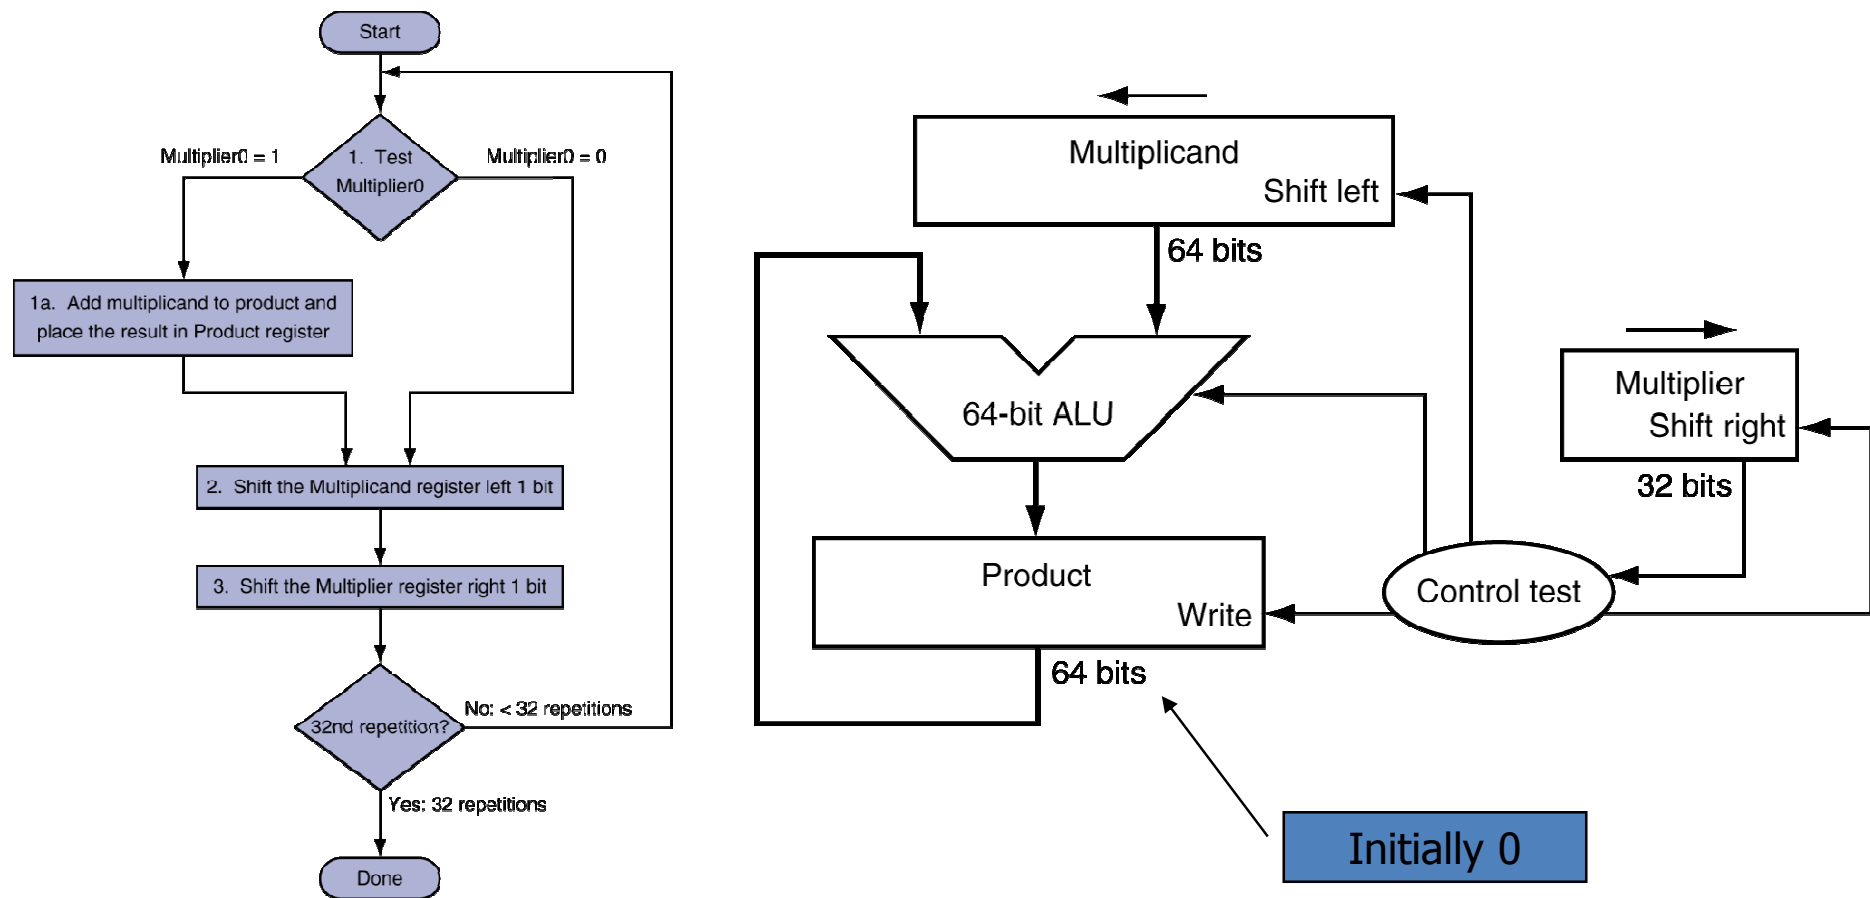 Start
Multiplier0 = 1
1. Test
Multiplier0
Multiplier0 = 0
1a. Add multiplicand to product and
place the result in Product register
2. Shift the Multiplicand register left 1 bit
3. Shift the Multiplier register right 1 bit
32nd repetition?
No: < 32 repetitions
Yes: 32 repetitions
Done
Multiplicand
Shift left
64 bits
64-bit ALU
Multiplier
Shift right
32 bits
Product
Write
64 bits
Control test
Initially 0